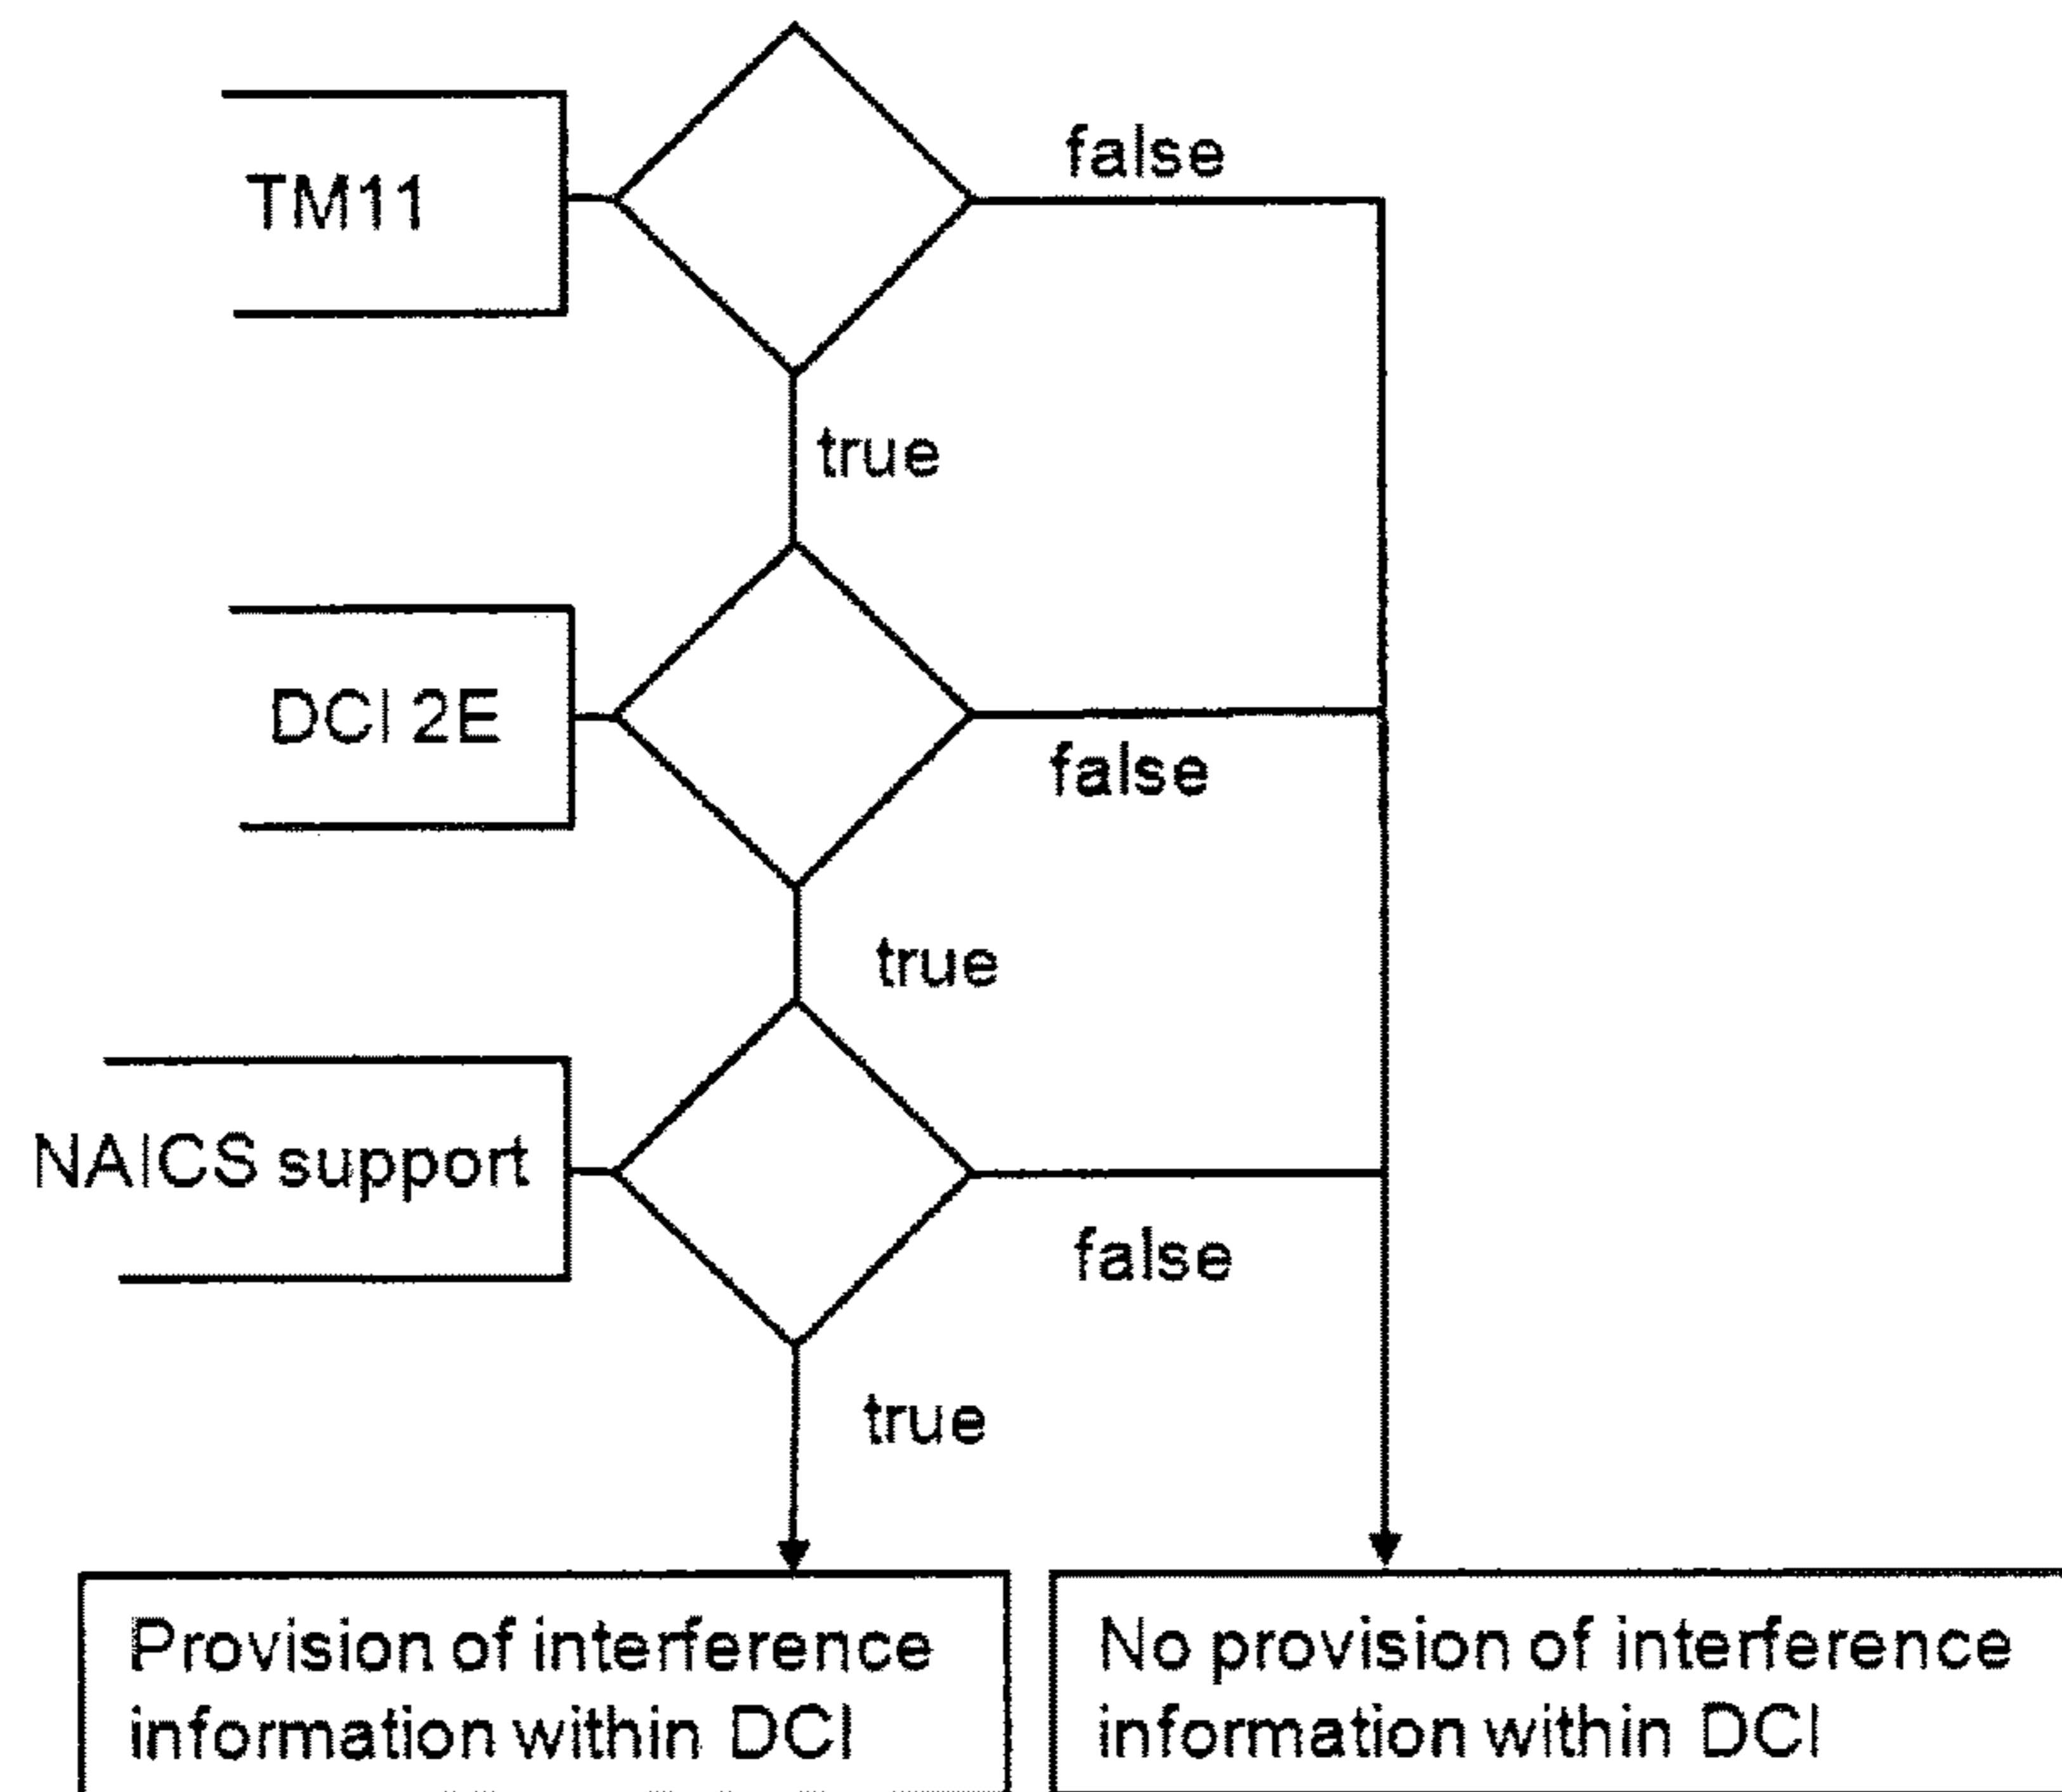 TM11
false
true
DCI 2E
false
true
NAICS support
false
true
Provision of interference
information within DCI
No provision of interference
information within DCI